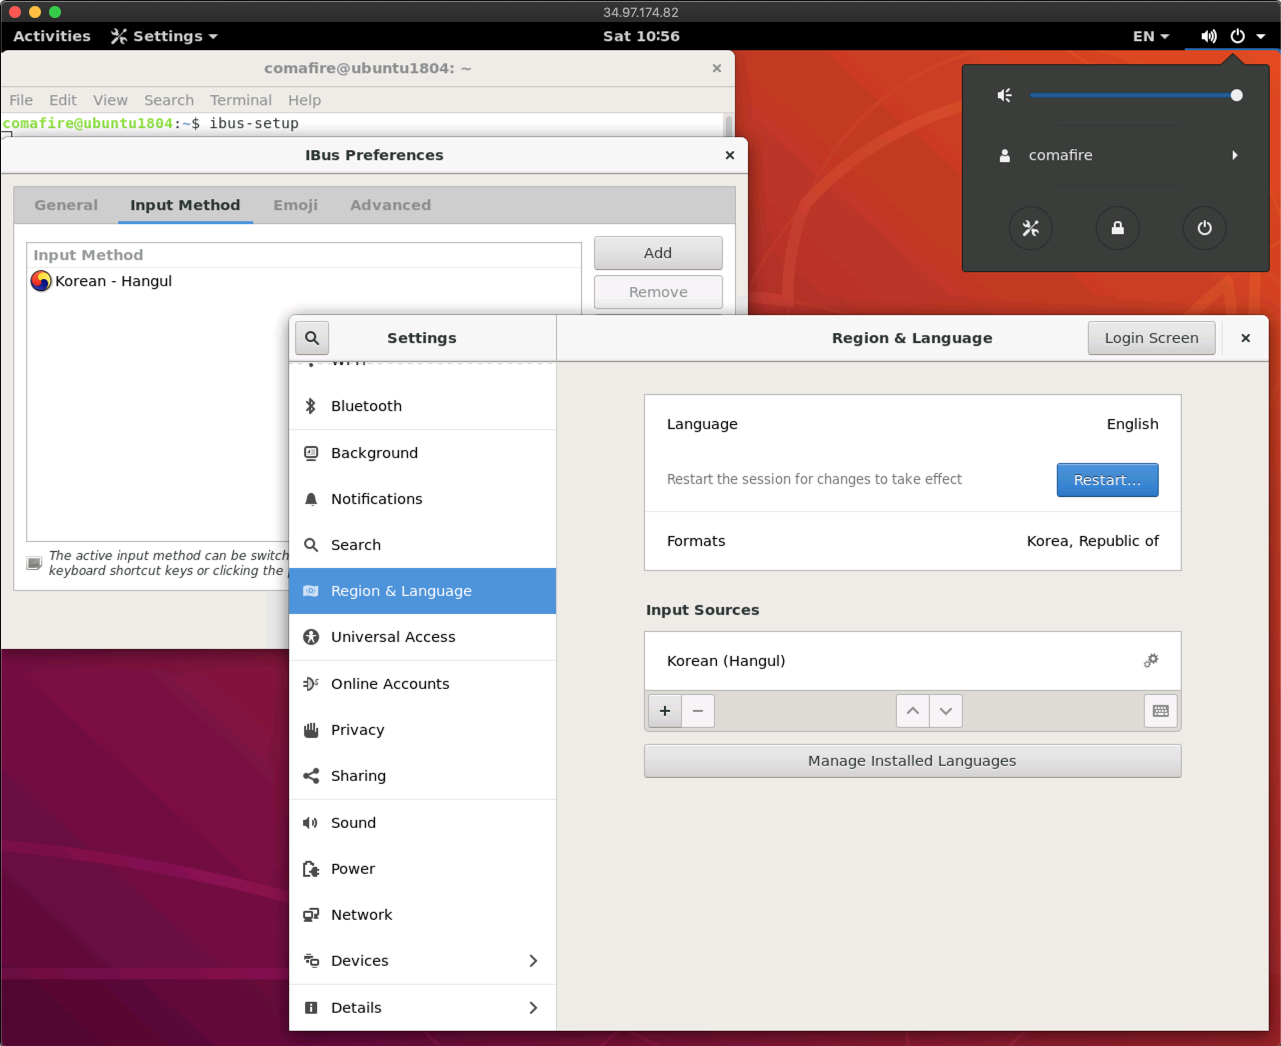 34.97.174.82
Activities Settings Sat 10:56 EN
comafire@ubuntu1804: ~
File Edit View Search Terminal Help
comafire@ubuntu1804:~$ ibus-setup
IBus Preferences
General Input Method Emoji Advanced
Input Method
Korean - Hangul
Add
Remove
The active input method can be switch
keyboard shortcut keys or clicking the
comafire
Settings
Region & Language
Login Screen
Bluetooth
Background
Notifications
Search
Region & Language
Universal Access
Online Accounts
Privacy
Sharing
Sound
Power
Network
Devices
Details
Language English
Restart the session for changes to take effect Restart...
Formats Korea, Republic of
Input Sources
Korean (Hangul)
Manage Installed Languages